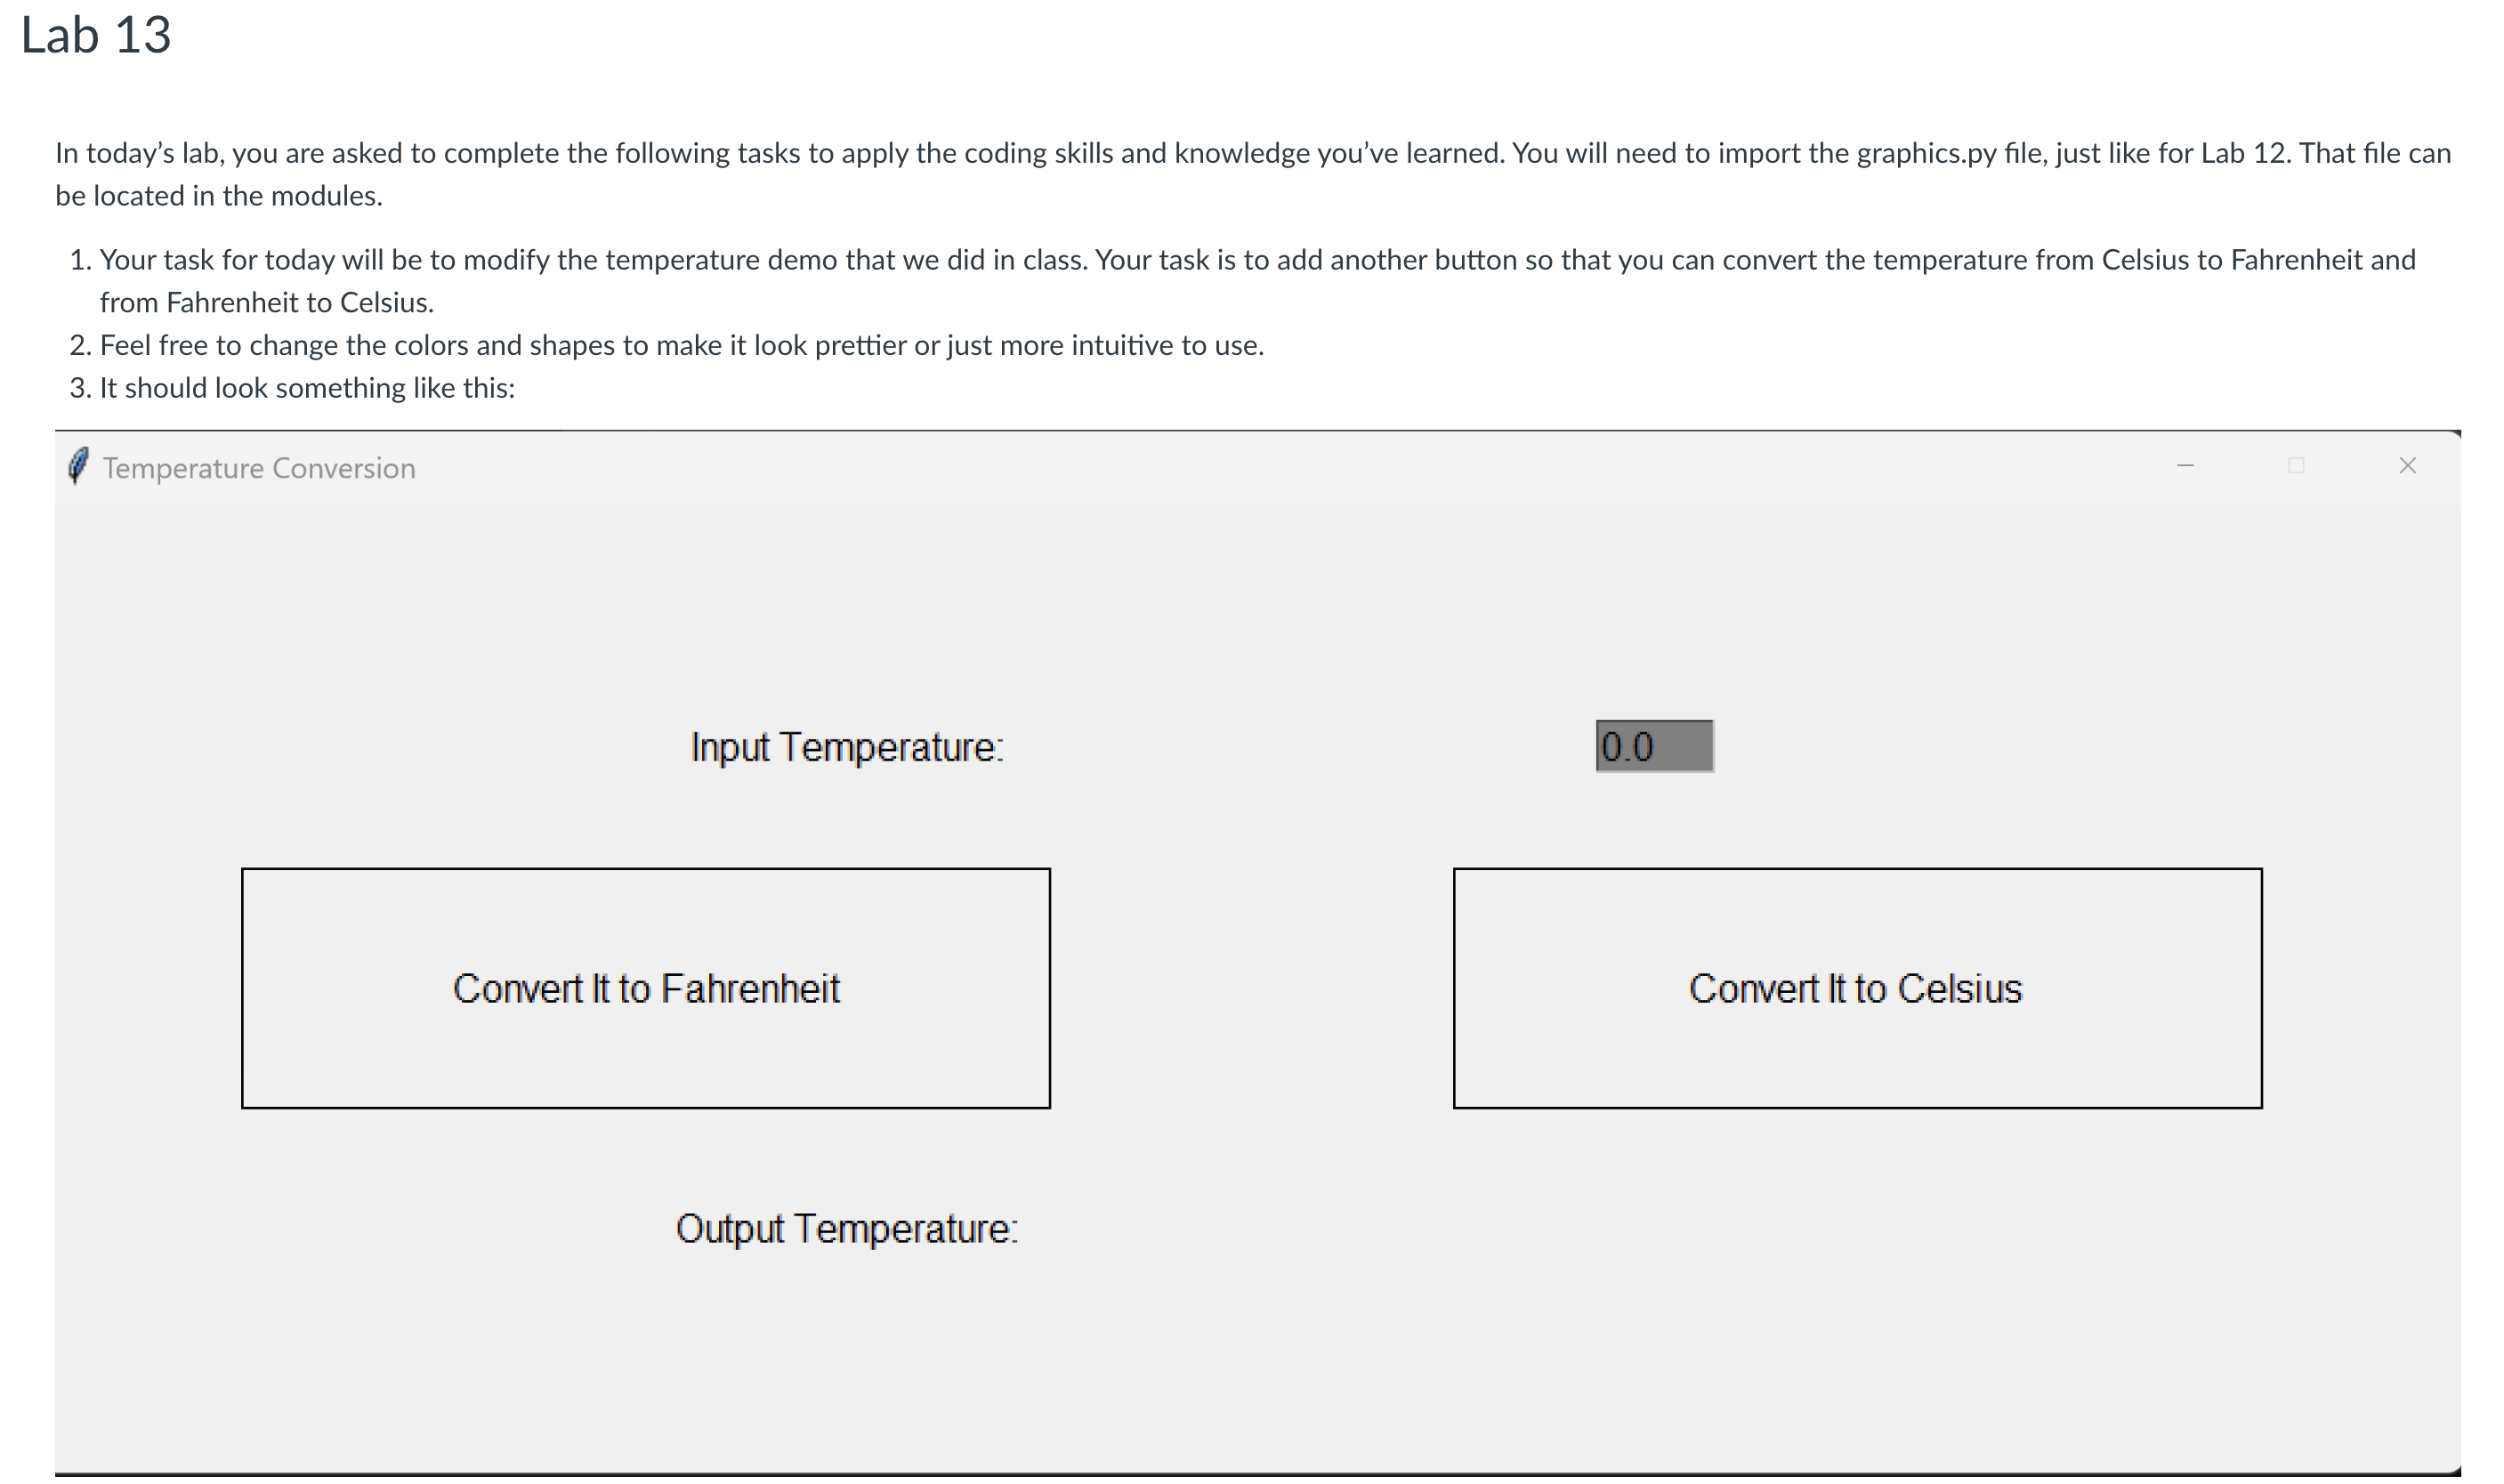 Lab 13
In today’s lab, you are asked to complete the following tasks to apply the coding skills and knowledge you’ve learned. You will need to import the graphics.py file, just like for Lab 12. That file can
be located in the modules.
1. Your task for today will be to modify the temperature demo that we did in class. Your task is to add another button so that you can convert the temperature from Celsius to Fahrenheit and
from Fahrenheit to Celsius.
2. Feel free to change the colors and shapes to make it look prettier or just more intuitive to use.
3. It should look something like this:
Temperature Conversion
Input Temperature: 0.0
Convert It to Fahrenheit Convert It to Celsius
Output Temperature: